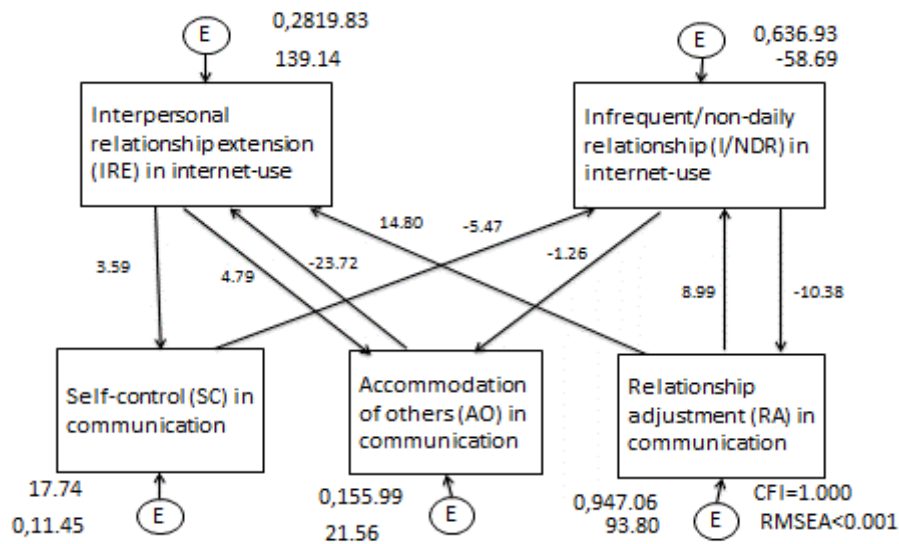 E
0,2819.83
139.14
E
0,636.93
-58.69
Interpersonal
relationship extension
(IRE) in internet-use
Infrequent/non-daily
relationship (I/NDR) in
internet-use
14.80
-5.47
3.59
4.79
-23.72
-1.26
8.99
-10.38
Self-control (SC) in
communication
Accommodation
of others (AO) in
communication
Relationship
adjustment (RA) in
communication
17.74
0,11.45
E
0,155.99
21.56
E
0,947.06
93.80
E
CFI=1.000
RMSEA<0.001